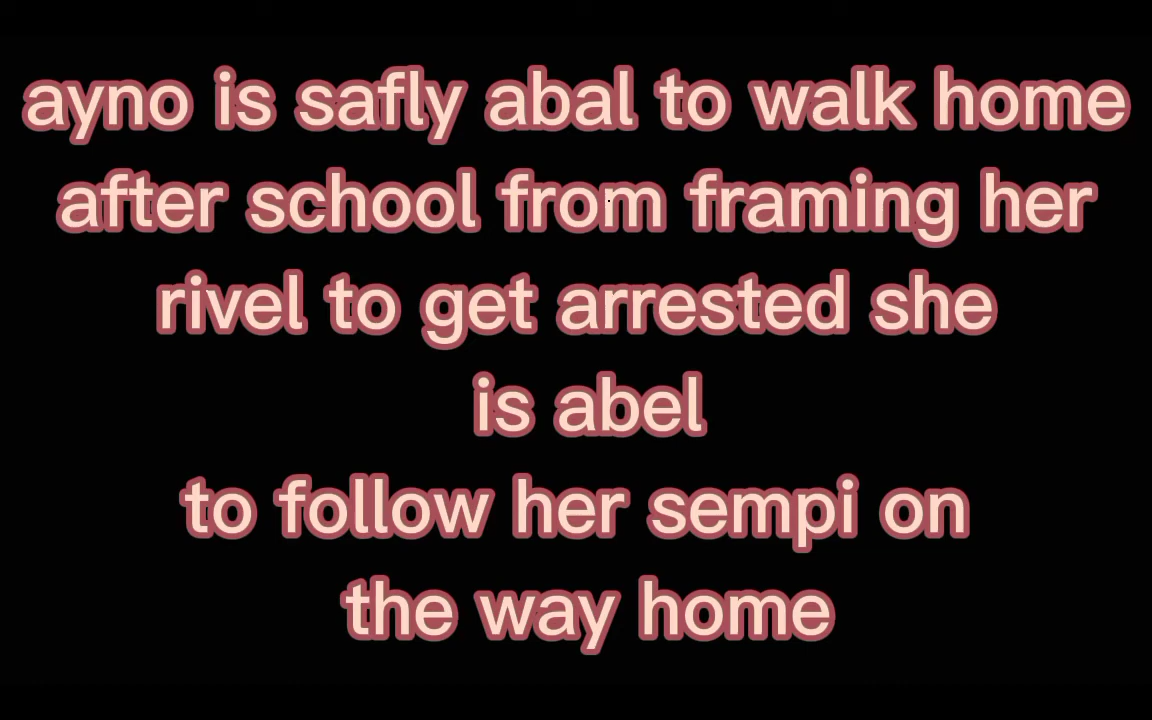 ayno is safly abal to walk home
after school from framing her
rivel to get arrested she
is abel
to follow her sempi on
the way home